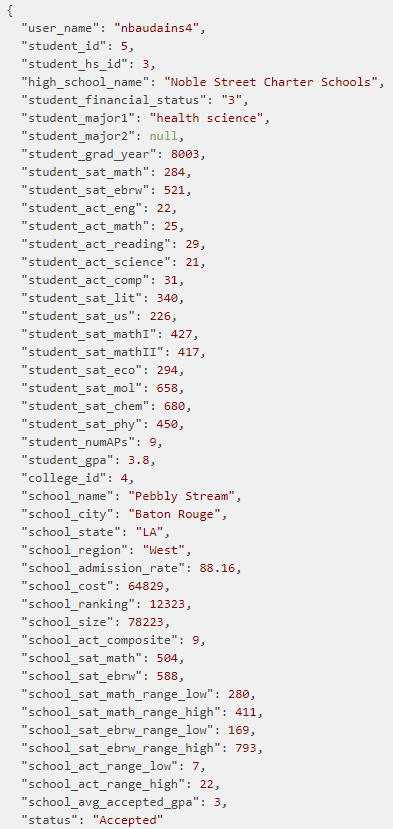 {
"user_name": "nbaudains4",
"student_id": 5,
"student_hs_id": 3,
"high_school_name": "Noble Street Charter Schools",
"student_financial_status": "3",
"student_major1": "health science",
"student_major2": null,
"student_grad_year": 8003,
"student_sat_math": 284,
"student_sat_ebrw": 521,
"student_act_eng": 22,
"student_act_math": 25,
"student_act_reading": 29,
"student_act_science": 21,
"student_act_comp": 31,
"student_sat_lit": 340,
"student_sat_us": 226,
"student_sat_mathI": 427,
"student_sat_mathII": 417,
"student_sat_eco": 294,
"student_sat_mol": 658,
"student_sat_chem": 680,
"student_sat_phy": 450,
"student_numAPs": 9,
"student_gpa": 3.8,
"college_id": 4,
"school_name": "Pebbly Stream",
"school_city": "Baton Rouge",
"school_state": "LA",
"school_region": "West",
"school_admission_rate": 88.16,
"school_cost": 64829,
"school_ranking": 12323,
"school_size": 78223,
"school_act_composite": 9,
"school_sat_math": 504,
"school_sat_ebrw": 588,
"school_sat_math_range_low": 280,
"school_sat_math_range_high": 411,
"school_sat_ebrw_range_low": 169,
"school_sat_ebrw_range_high": 793,
"school_act_range_low": 7,
"school_act_range_high": 22,
"school_avg_accepted_gpa": 3,
"status": "Accepted"